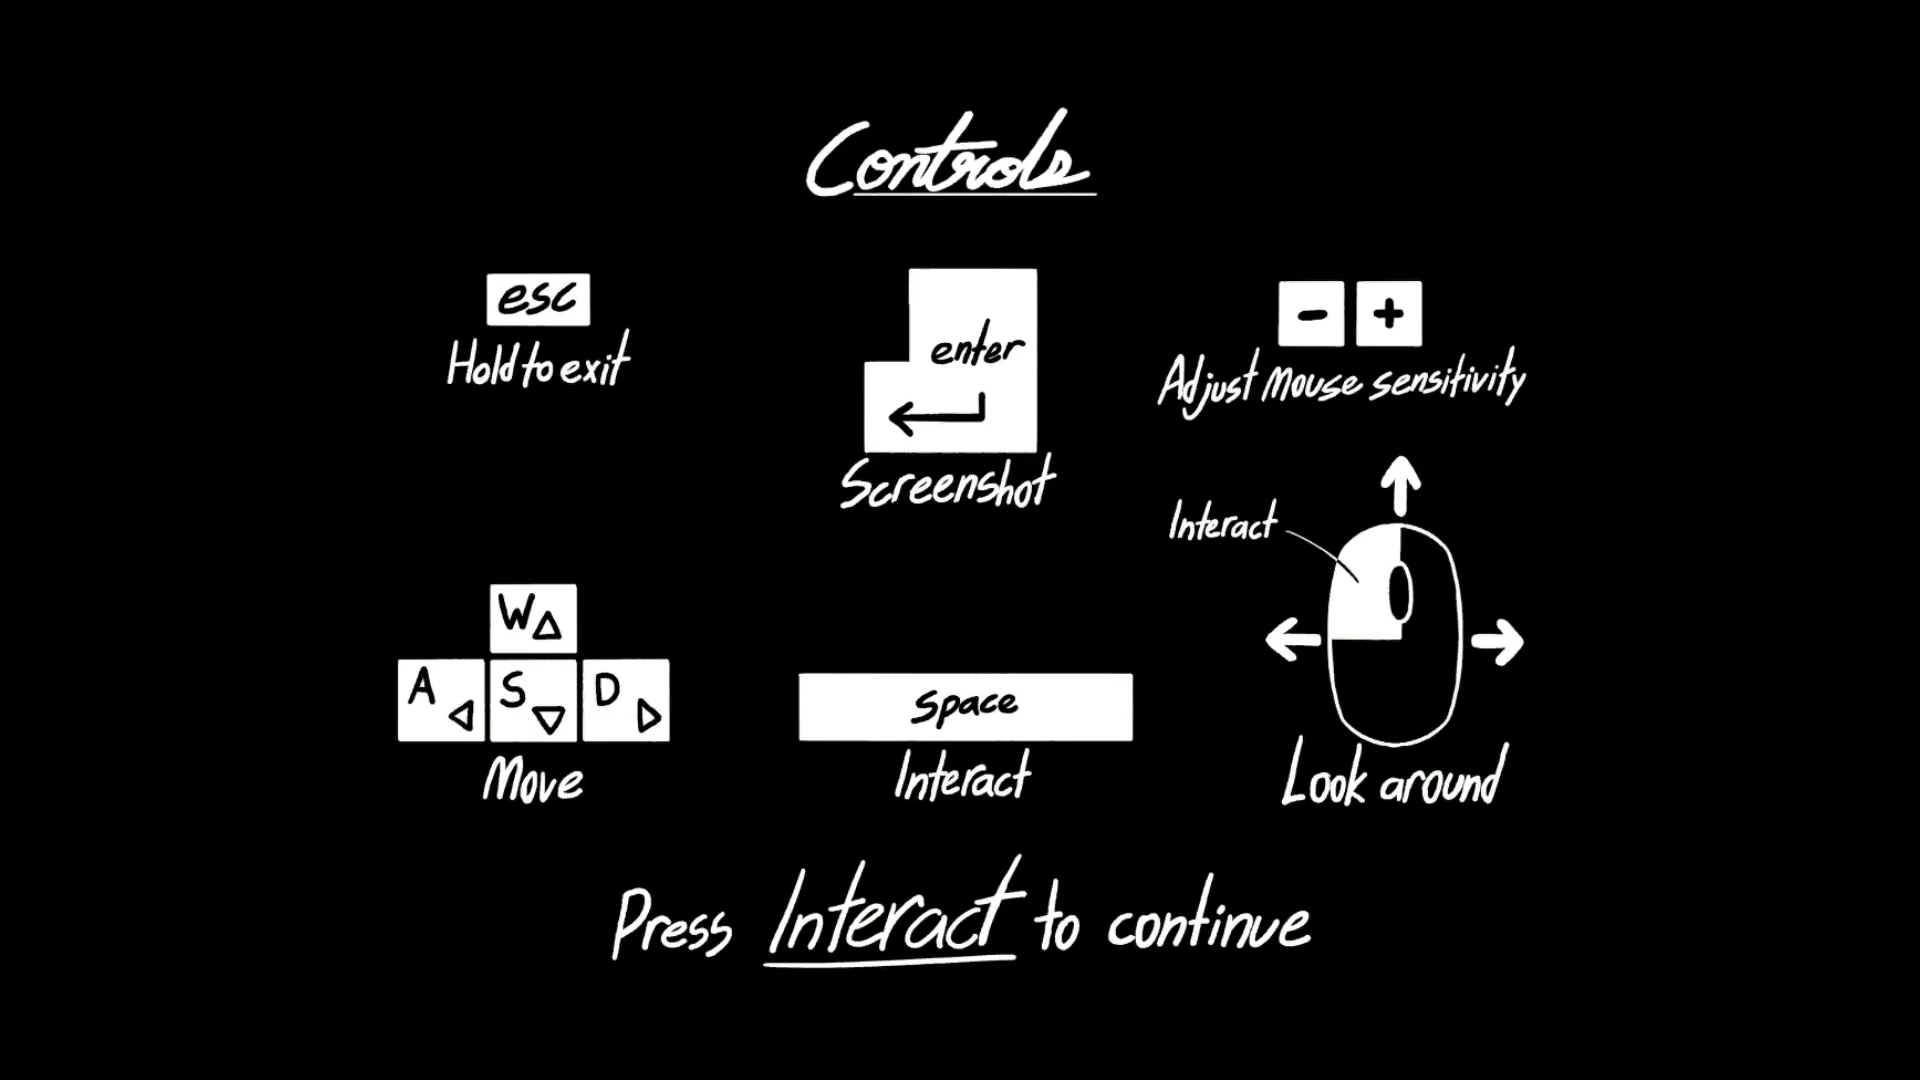 Controls
esc
Hold to exit
enter
Screenshot
- +
Adjust mouse sensitivity
Interact
W
A S D
Move
space
Interact
Look around
Press Interact to continue